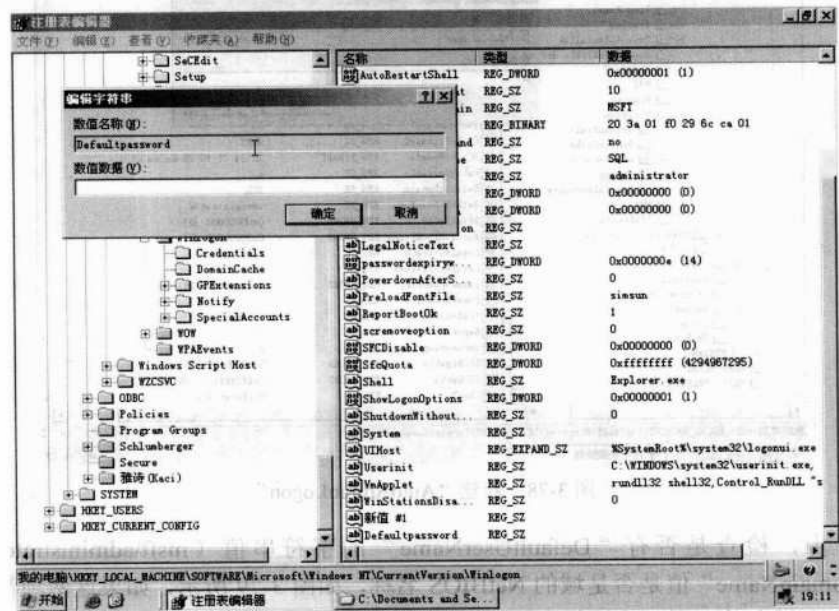 注册表编辑器
文件(F) 编辑(E) 查看(V) 收藏夹(A) 帮助(H)
SeCEdit
Setup
编辑字符串
数值名称(N):
Defaultpassword
数值数据(V):
确定 取消
Credentials
DomainCache
GPExtensions
Notify
SpecialAccounts
WOW
WPAEvents
Windows Script Host
WZCSVC
ODBC
Policies
Program Groups
Schlumberger
Secure
雅涛(Kaci)
SYSTEM
HKEY_USERS
HKEY_CURRENT_CONFIG
名称 类型 数据
AutoRestartShell REG_DWORD 0x00000001 (1)
REG_SZ 10
REG_SZ MSFT
REG_BINARY 20 3a 01 f0 29 6c ca 01
REG_SZ no
REG_SZ SQL
REG_SZ administrator
REG_DWORD 0x00000000 (0)
REG_DWORD 0x00000000 (0)
on REG_SZ
LegalNoticeText REG_SZ
passwordexpiryw... REG_DWORD 0x0000000e (14)
PowerdownAfterS... REG_SZ 0
PreloadFontFile REG_SZ simsun
ReportBootOk REG_SZ 1
scremoveoption REG_SZ 0
SFCDisable REG_DWORD 0x00000000 (0)
SfcQuota REG_DWORD 0xffffffff (4294967295)
Shell REG_SZ Explorer.exe
ShowLogonOptions REG_DWORD 0x00000001 (1)
ShutdownWithout... REG_SZ 0
System REG_SZ
UIHost REG_EXPAND_SZ %SystemRoot%\system32\logonui.exe
Userinit REG_SZ C:\WINDOWS\system32\userinit.exe,
VmApplet REG_SZ rundll32 shell32,Control_RunDLL "s
WinStationsDisa... REG_SZ 0
新值 #1 REG_SZ
Defaultpassword REG_SZ
我的电脑\HKEY_LOCAL_MACHINE\SOFTWARE\Microsoft\Windows NT\CurrentVersion\Winlogon
开始 注册表编辑器 C:\Documents and Se... 19:11